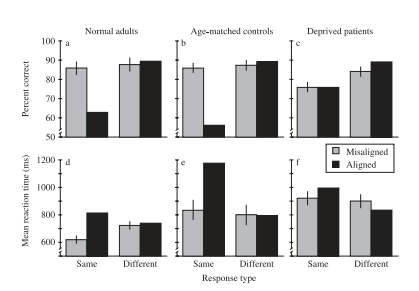 Normal adults Age-matched controls Deprived patients
Percent correct
100
90
80
70
60
50
a
b
c
Misaligned
Aligned
Mean reaction time (ms)
1200
1000
800
600
d
e
f
Same Different Same Different Same Different
Response type